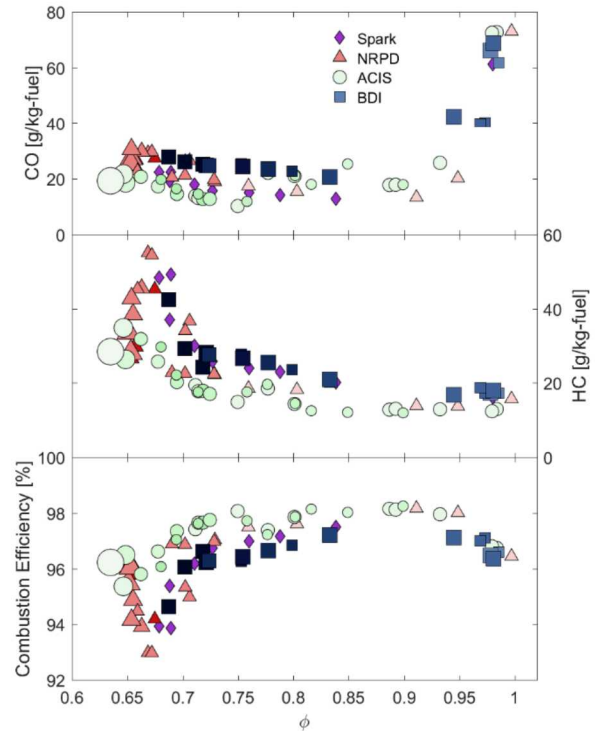 80
60
40
20
0
CO [g/kg-fuel]
Spark
NRPD
ACIS
BDI
60
40
20
0
HC [g/kg-fuel]
100
98
96
94
92
Combustion Efficiency [%]
0.6 0.65 0.7 0.75 0.8 0.85 0.9 0.95 1
ϕ